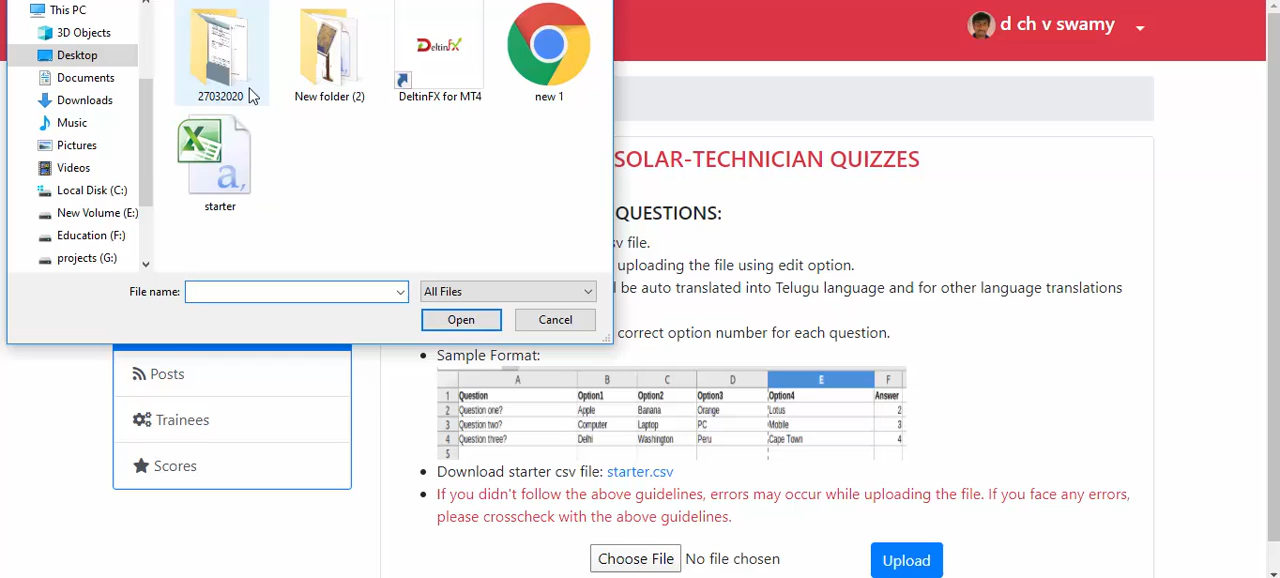 This PC
3D Objects
Desktop
Documents
Downloads
Music
Pictures
Videos
Local Disk (C:)
New Volume (E:)
Education (F:)
projects (G:)
27032020
New folder (2)
DeltinFX
DeltinFX for MT4
new 1
a,
starter
File name:
All Files
Open
Cancel
d ch v swamy
SOLAR-TECHNICIAN QUIZZES
QUESTIONS:
sv file.
uploading the file using edit option.
l be auto translated into Telugu language and for other language translations
correct option number for each question.
Posts
Trainees
Scores
• Sample Format:
A B C D E F
1 Question Option1 Option2 Option3 Option4 Answer
2 Question one? Apple Banana Orange Lotus 2
3 Question two? Computer Laptop PC Mobile 3
4 Question three? Delhi Washington Peru Cape Town 4
5
• Download starter csv file: starter.csv
• If you didn't follow the above guidelines, errors may occur while uploading the file. If you face any errors,
please crosscheck with the above guidelines.
Choose File No file chosen
Upload